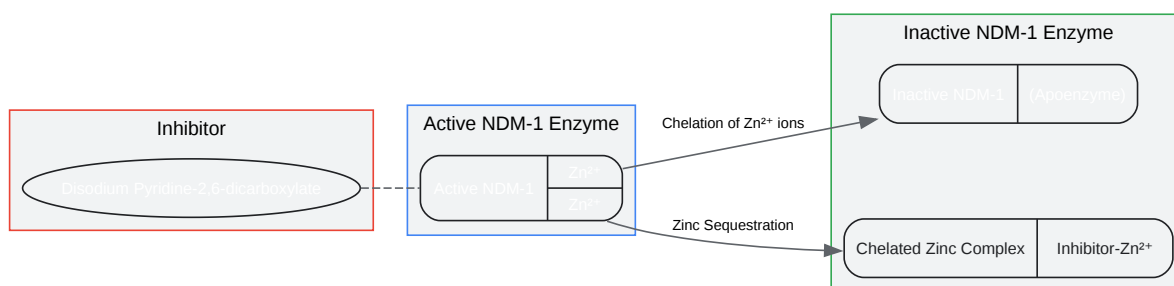 Inhibitor
Disodium Pyridine-2,6-dicarboxylate
Active NDM-1 Enzyme
Active NDM-1
Zn²⁺
Zn²⁺
Chelation of Zn²⁺ ions
Zinc Sequestration
Inactive NDM-1 Enzyme
Inactive NDM-1
(Apoenzyme)
Chelated Zinc Complex
Inhibitor-Zn²⁺